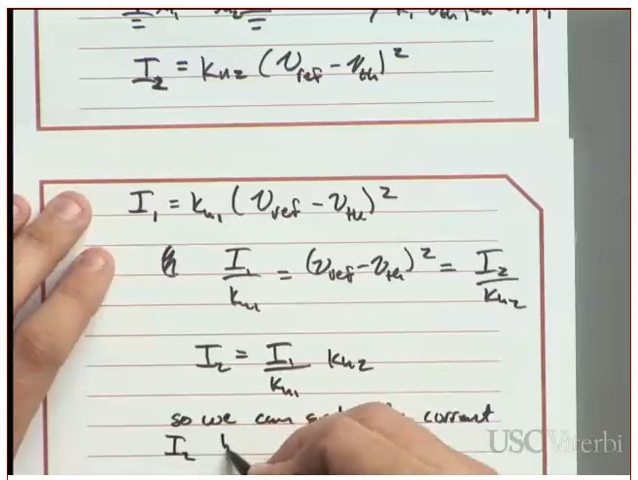 I₂ = kn2 (Vref - Vth)²
I₁ = kn1 (Vref - Vth)²
I₁/kn1 = (Vref - Vth)² = I₂/kn2
I₂ = I₁/kn1 kn2
so we can current
I₂
USC Viterbi